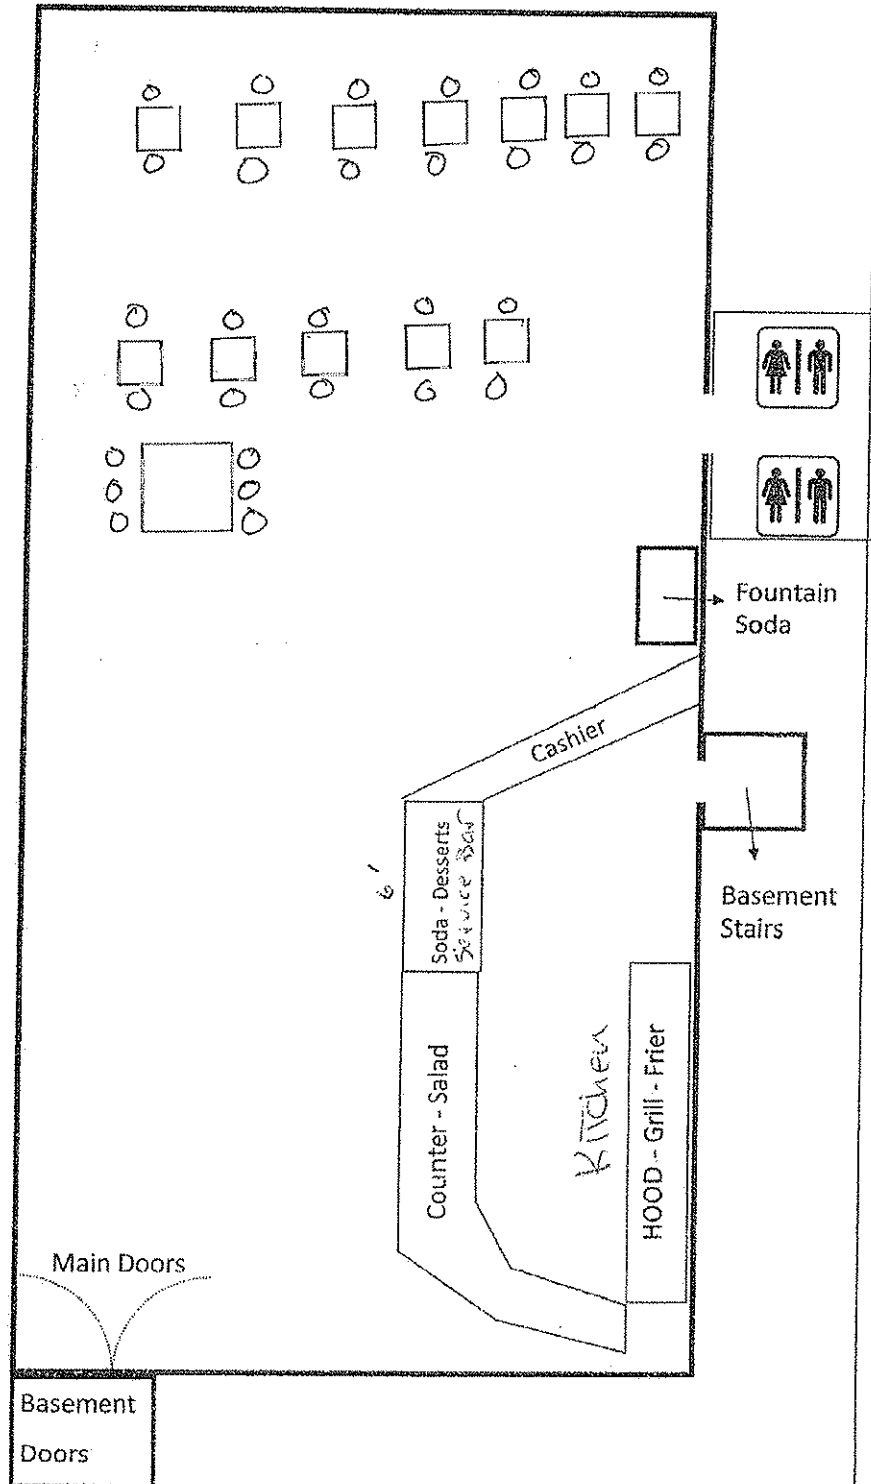 Fountain
Soda
Cashier
Soda - Desserts
Service Bar
6'
Basement
Stairs
Counter - Salad
Kitchen
HOOD - Grill - Frier
Main Doors
Basement
Doors